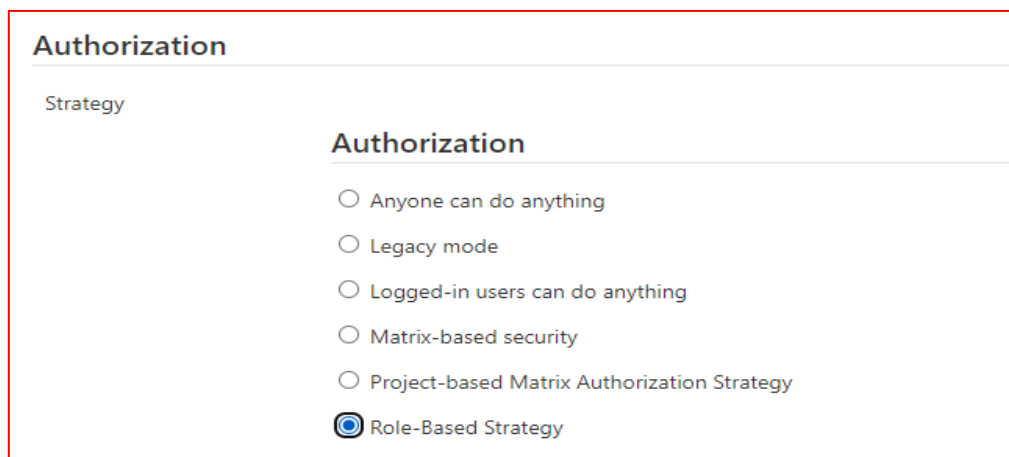 Authorization
Strategy
Authorization
Anyone can do anything
Legacy mode
Logged-in users can do anything
Matrix-based security
Project-based Matrix Authorization Strategy
Role-Based Strategy